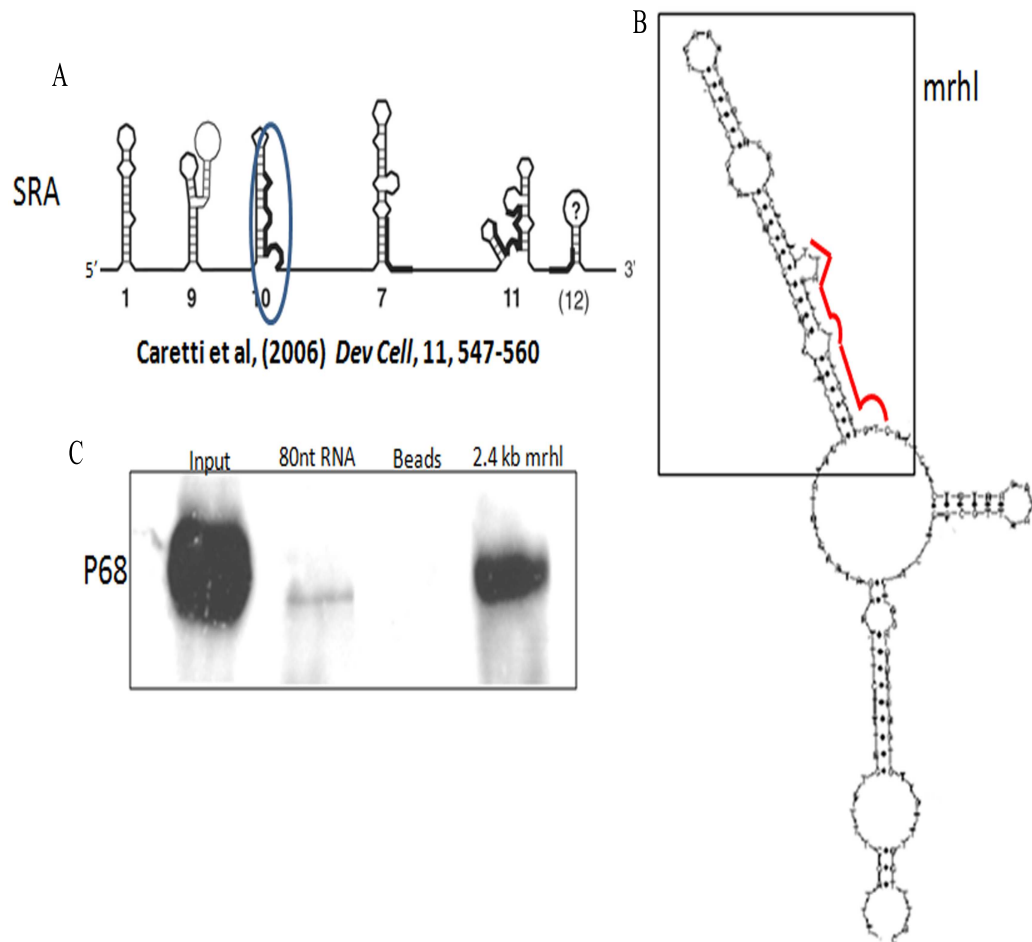 A
SRA
5′
3′
?
1
9
10
7
11
(12)
Caretti et al, (2006) Dev Cell, 11, 547-560
B
mrhl
C
Input
80nt RNA
Beads
2.4 kb mrhl
P68